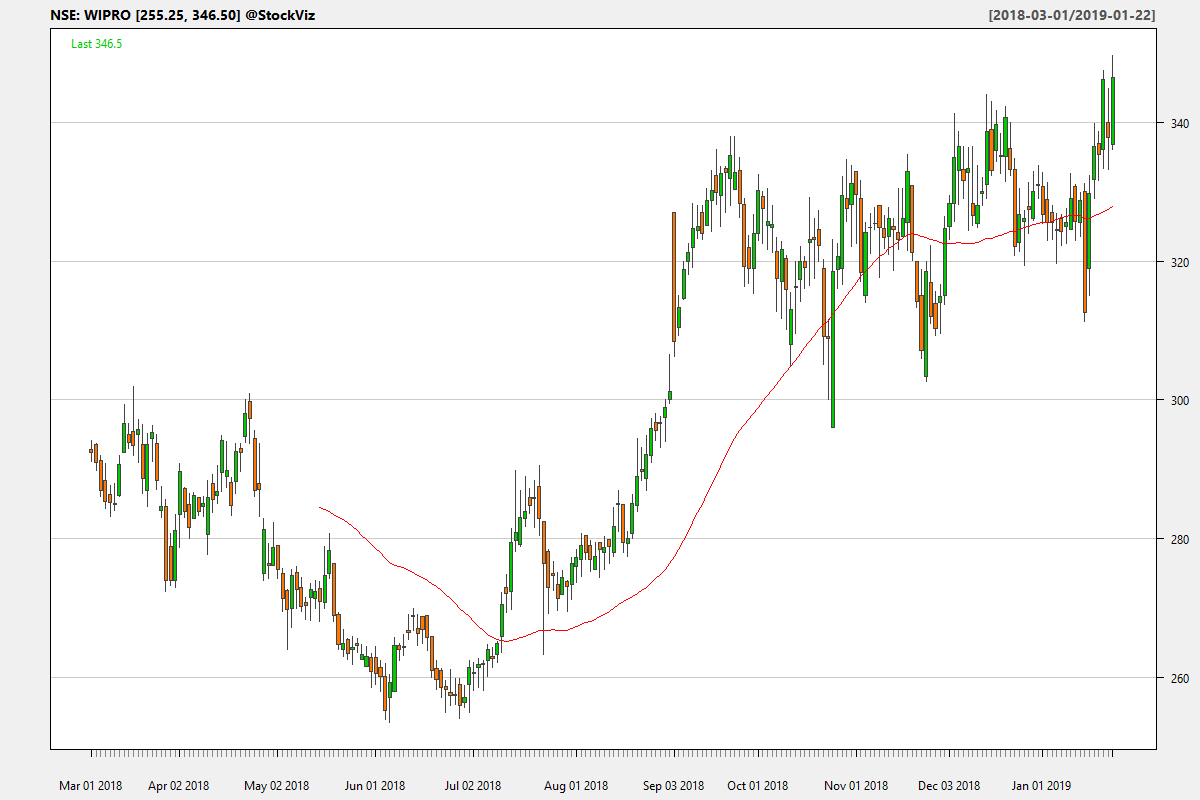 NSE: WIPRO [255.25, 346.50] @StockViz [2018-03-01/2019-01-22]
Last 346.5
340
320
300
280
260
Mar 01 2018 Apr 02 2018 May 02 2018 Jun 01 2018 Jul 02 2018 Aug 01 2018 Sep 03 2018 Oct 01 2018 Nov 01 2018 Dec 03 2018 Jan 01 2019